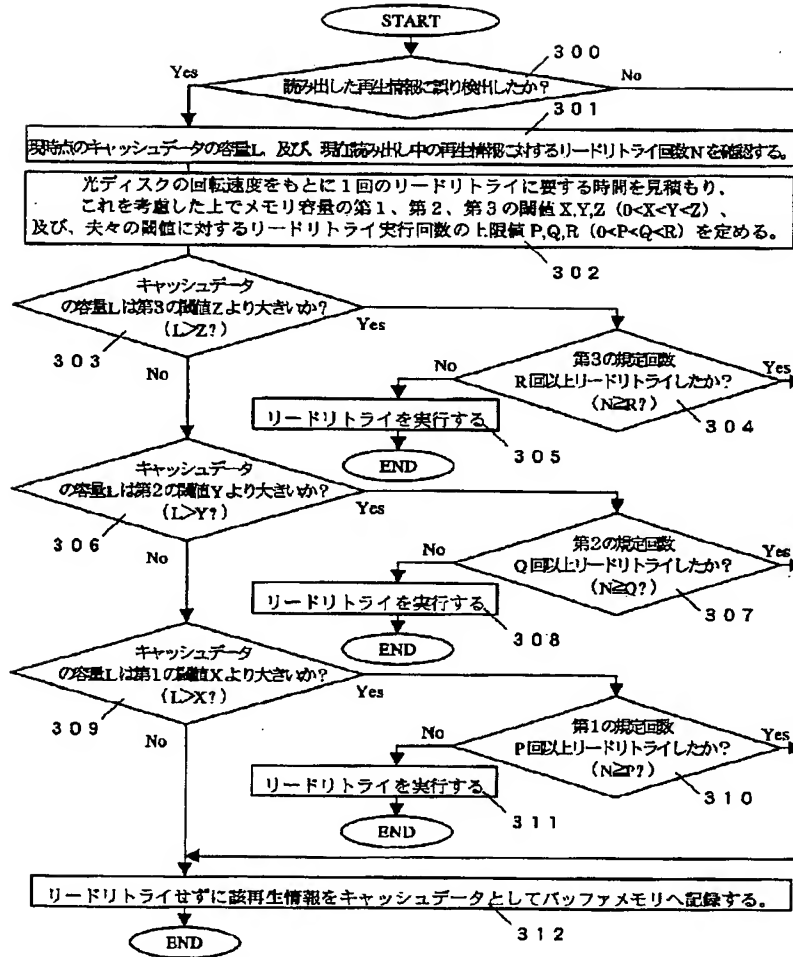 START
300
読み出した再生情報に誤り検出したか?
Yes
No
301
現時点のキャッシュデータの容量L、及び、現在読み出し中の再生情報に対するリードリトライ回数Nを確認する。
光ディスクの回転速度をもとに1回のリードリトライに要する時間を見積もり、
これを考慮した上でメモリ容量の第1、第2、第3の閾値X,Y,Z (0<X<Y<Z)、
及び、夫々の閾値に対するリードリトライ実行回数の上限値P,Q,R (0<P<Q<R) を定める。
302
キャッシュデータ
の容量Lは第3の閾値Zより大きいか?
(L>Z?)
303
Yes
No
第3の規定回数
R回以上リードリトライしたか?
(N≧R?)
304
No
Yes
リードリトライを実行する
305
END
キャッシュデータ
の容量Lは第2の閾値Yより大きいか?
(L>Y?)
306
Yes
No
第2の規定回数
Q回以上リードリトライしたか?
(N≧Q?)
307
No
Yes
リードリトライを実行する
308
END
キャッシュデータ
の容量Lは第1の閾値Xより大きいか?
(L>X?)
309
Yes
No
第1の規定回数
P回以上リードリトライしたか?
(N≧P?)
310
No
Yes
リードリトライを実行する
311
END
リードリトライせずに該再生情報をキャッシュデータとしてバッファメモリへ記録する。
312
END